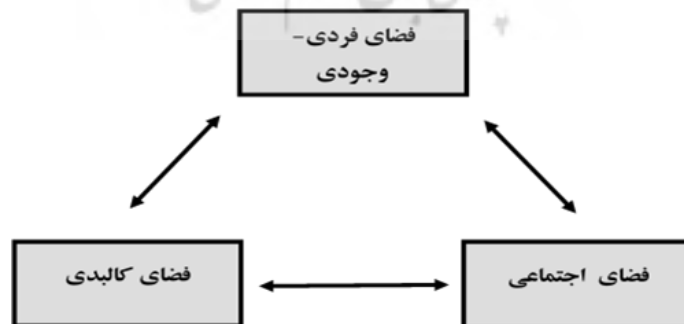 فضای فردی-
وجودی
فضای اجتماعی
فضای کالبدی